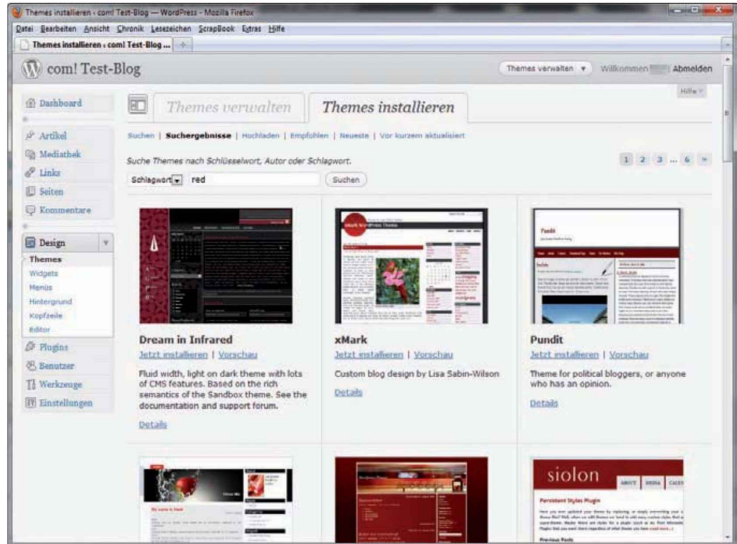 Themes installieren ‹ com! Test-Blog — WordPress - Mozilla Firefox
Datei Bearbeiten Ansicht Chronik Lesezeichen ScrapBook Extras Hilfe
Themes installieren ‹ com! Test-Blog ...
com! Test-Blog
Themes verwalten
Willkommen
Abmelden
Hilfe
Dashboard
Artikel
Mediathek
Links
Seiten
Kommentare
Design
Themes
Widgets
Menüs
Hintergrund
Kopfzeile
Editor
Plugins
Benutzer
Werkzeuge
Einstellungen
Themes verwalten
Themes installieren
Suchen | Suchergebnisse | Hochladen | Empfohlen | Neueste | Vor kurzem aktualisiert
Suche Themes nach Schlüsselwort, Autor oder Schlagwort.
1 2 3 ... 6 »
Schlagwort red Suchen
Dream in Infrared
Jetzt installieren | Vorschau
Fluid width, light on dark theme with lots
of CMS features. Based on the rich
semantics of the Sandbox theme. See the
documentation and support forum.
Details
xMark
Jetzt installieren | Vorschau
Custom blog design by Lisa Sabin-Wilson
Details
Pundit
Pundit
Jetzt installieren | Vorschau
Theme for political bloggers, or anyone
who has an opinion.
Details
siolon
ABOUT MEDIA
Persistent Styles Plugin
Previous Posts